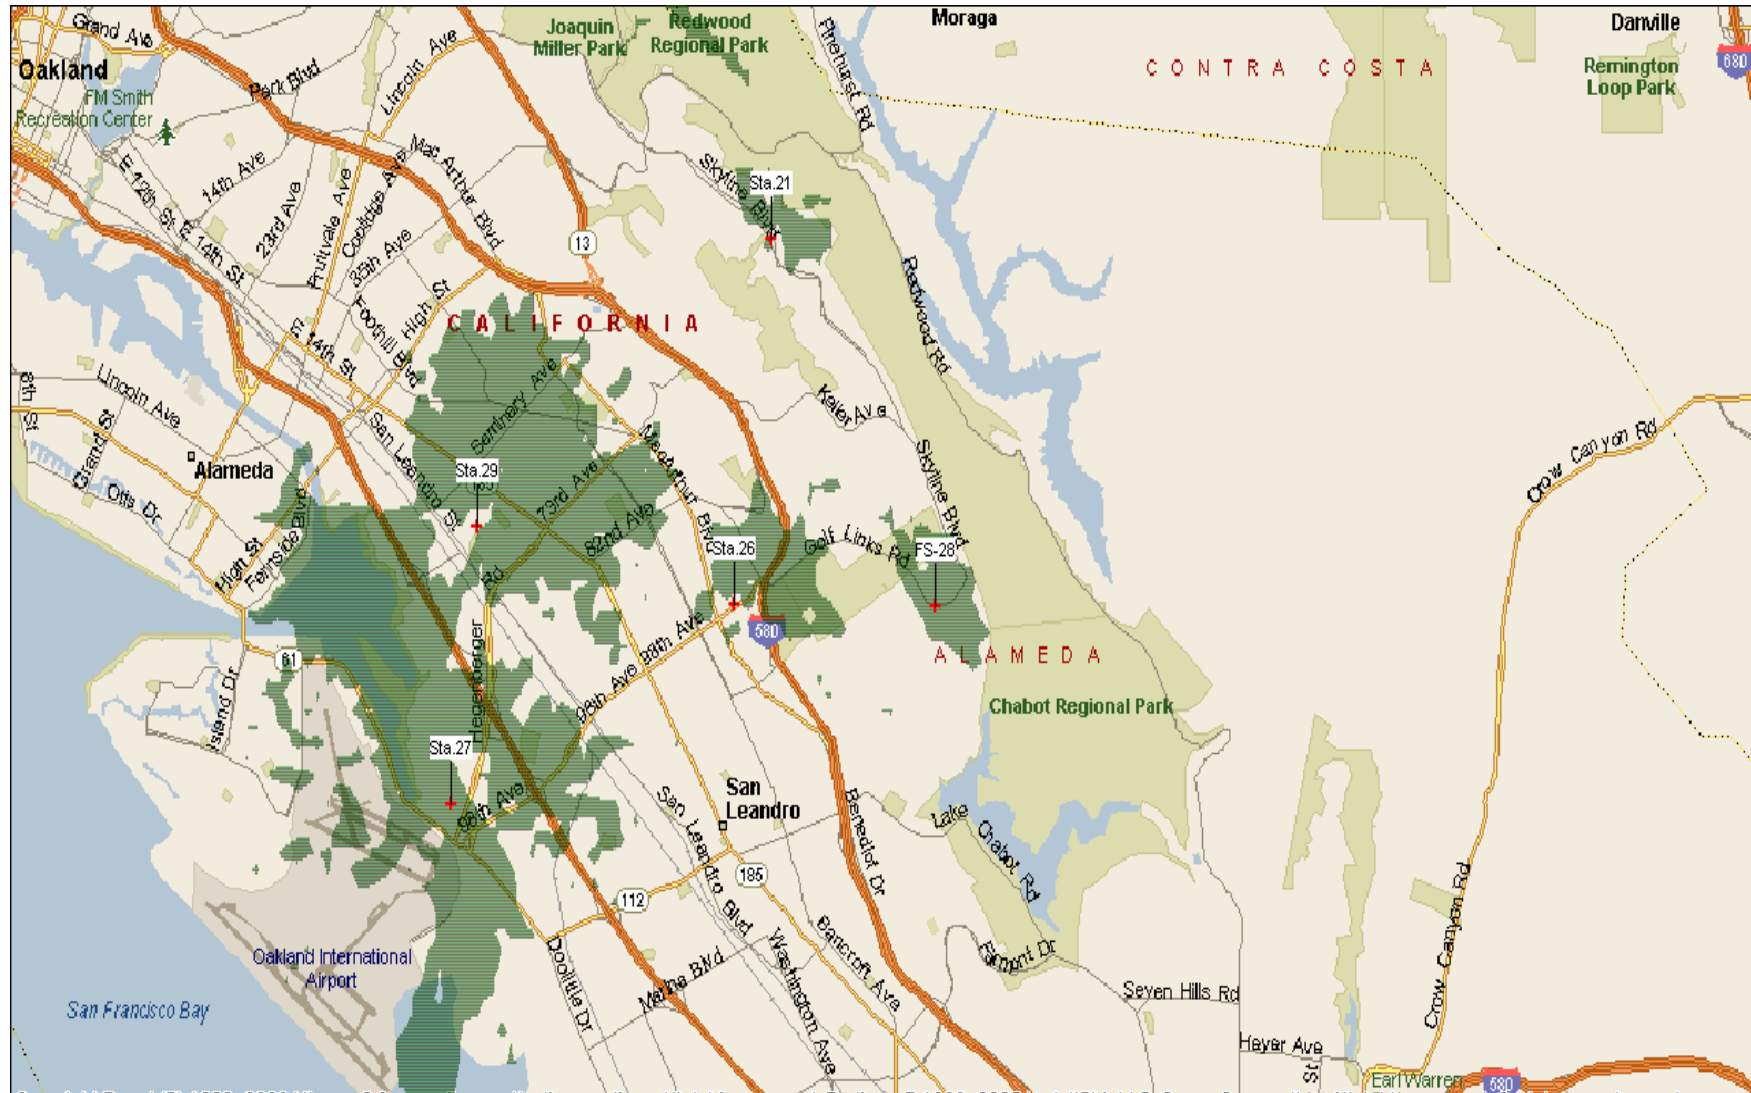 Moraga
Danville
Joaquin
Miller Park
Redwood
Regional Park
Pinehurst Rd
CONTRA COSTA
680
Remington
Loop Park
Grand Ave
Oakland
Park Blvd
Lincoln Ave
FM Smith
Recreation Center
E 12th St
E 14th St
14th Ave
23rd Ave
Fruitvale Ave
Coolidge Ave
35th Ave
Mac Arthur Blvd
13
Skyline Blvd
Sta.21
Redwood Rd
High St
Foothill Blvd
E 14th St
CALIFORNIA
8th St
Lincoln Ave
Grand St
Otis Dr
Alameda
San Leandro St
Seminary Ave
Sta.29
73rd Ave
82nd Ave
MacArthur Blvd
Keller Ave
Skyline Blvd
Crow Canyon Rd
High St
Fernside Blvd
Sta.26
Golf Links Rd
FS-28
Rd
Hegenberger
580
98th Ave
98th Ave
61
Island Dr
ALAMEDA
Chabot Regional Park
Sta.27
98th Ave
San
Leandro
San Leandro Blvd
Benedict Dr
Lake Chabot Rd
185
112
Oakland International
Airport
San Francisco Bay
Doolittle Dr
Marina Blvd
Washington Ave
Bancroft Ave
Fairmont Dr
Seven Hills Rd
Crow Canyon Rd
Heyer Ave
St
Earl Warren
580